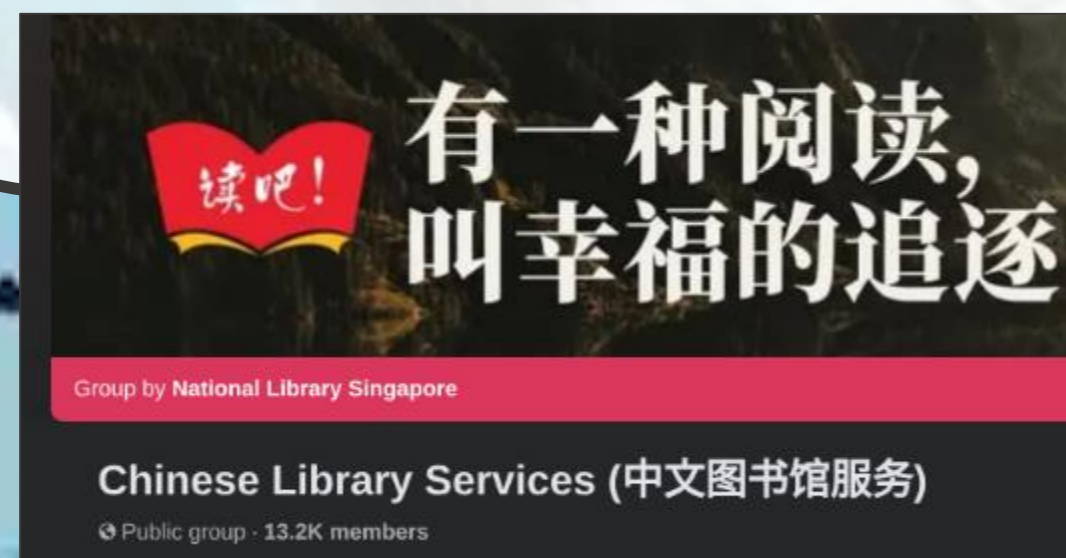 读吧!
有一种阅读,
叫幸福的追逐
Group by National Library Singapore
Chinese Library Services (中文图书馆服务)
Public group · 13.2K members